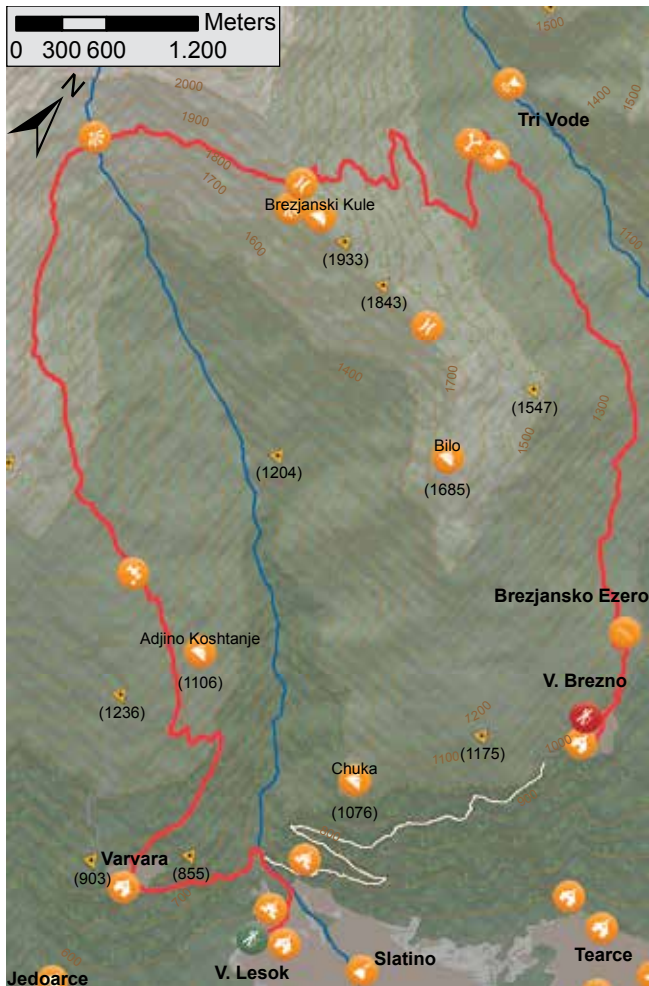 Meters
0 300 600 1.200
N
1500
2000
1400
1500
Tri Vode
1900
1800
1700
Brezjanski Kule
1100
1600
(1933)
(1843)
1400
1700
(1547)
1300
1500
Bilo
(1204)
(1685)
Brezjansko Ezero
Adjino Koshtanje
(1106)
V. Brezno
(1236)
1200
(1175)
1000
1100
Chuka
(1076)
Varvara
(855)
(903)
Tearce
Slatino
V. Lesok
Jedoarce